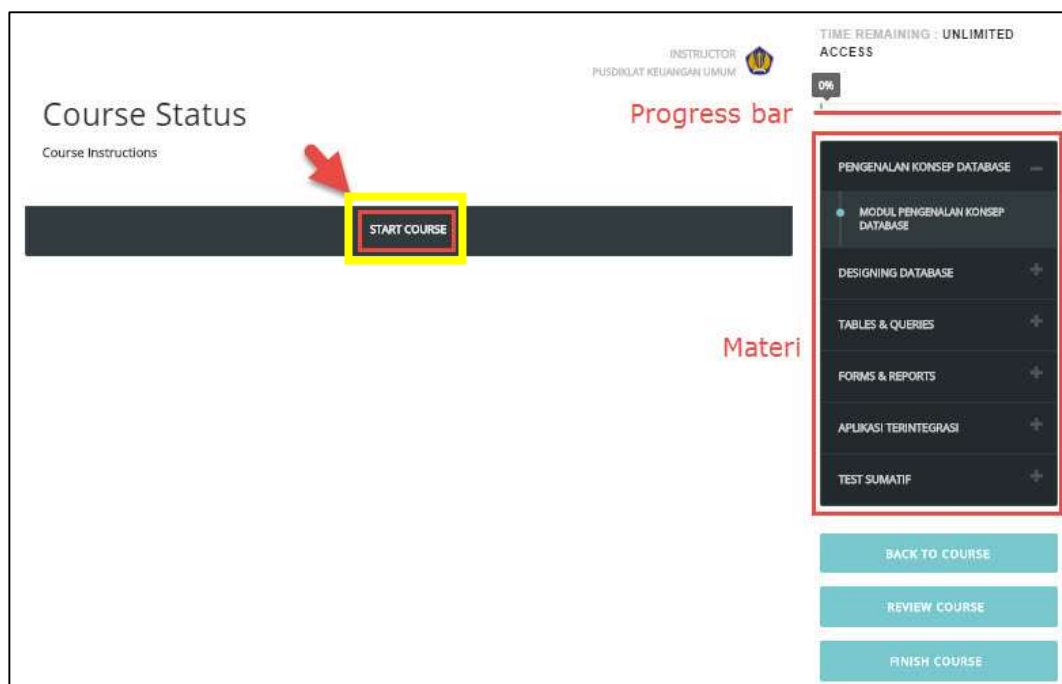 INSTRUCTOR
PUSDIKLAT KEUANGAN UMUM
Course Status
Course Instructions
START COURSE
Progress bar
Materi
TIME REMAINING : UNLIMITED
ACCESS
0%
PENGENALAN KONSEP DATABASE
MODUL PENGENALAN KONSEP
DATABASE
DESIGNING DATABASE
TABLES & QUERIES
FORMS & REPORTS
APLIKASI TERINTEGRASI
TEST SUMATIF
BACK TO COURSE
REVIEW COURSE
FINISH COURSE